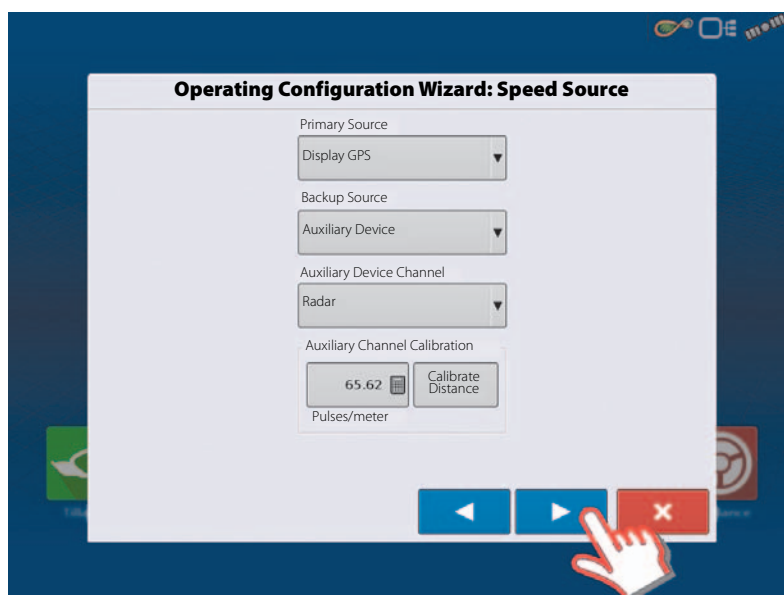 Operating Configuration Wizard: Speed Source
Primary Source
Display GPS
Backup Source
Auxiliary Device
Auxiliary Device Channel
Radar
Auxiliary Channel Calibration
65.62
Calibrate
Distance
Pulses/meter